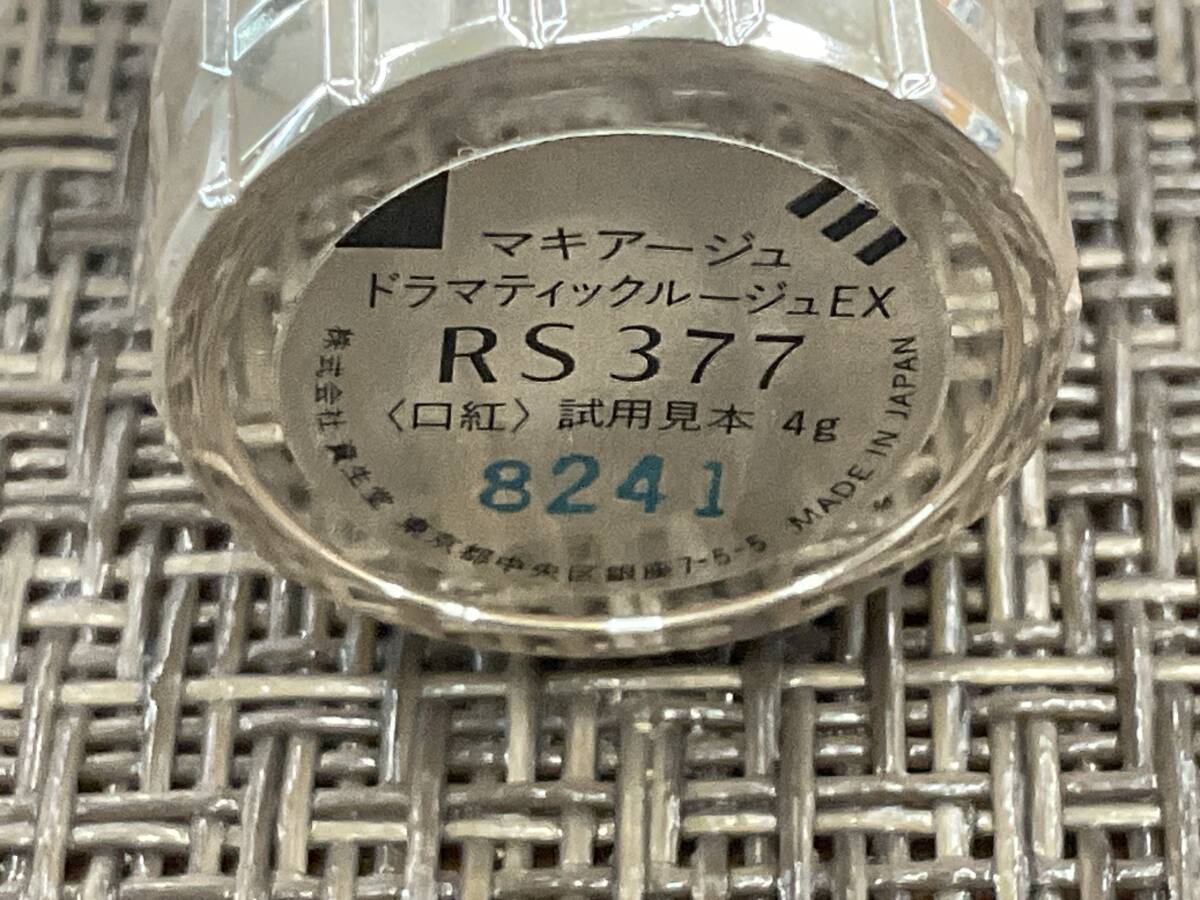 マキアージュ
ドラマティックルージュEX
RS377
〈口紅〉試用見本 4g
8241
株式会社資生堂 東京都中央区銀座7-5-5 MADE IN JAPAN